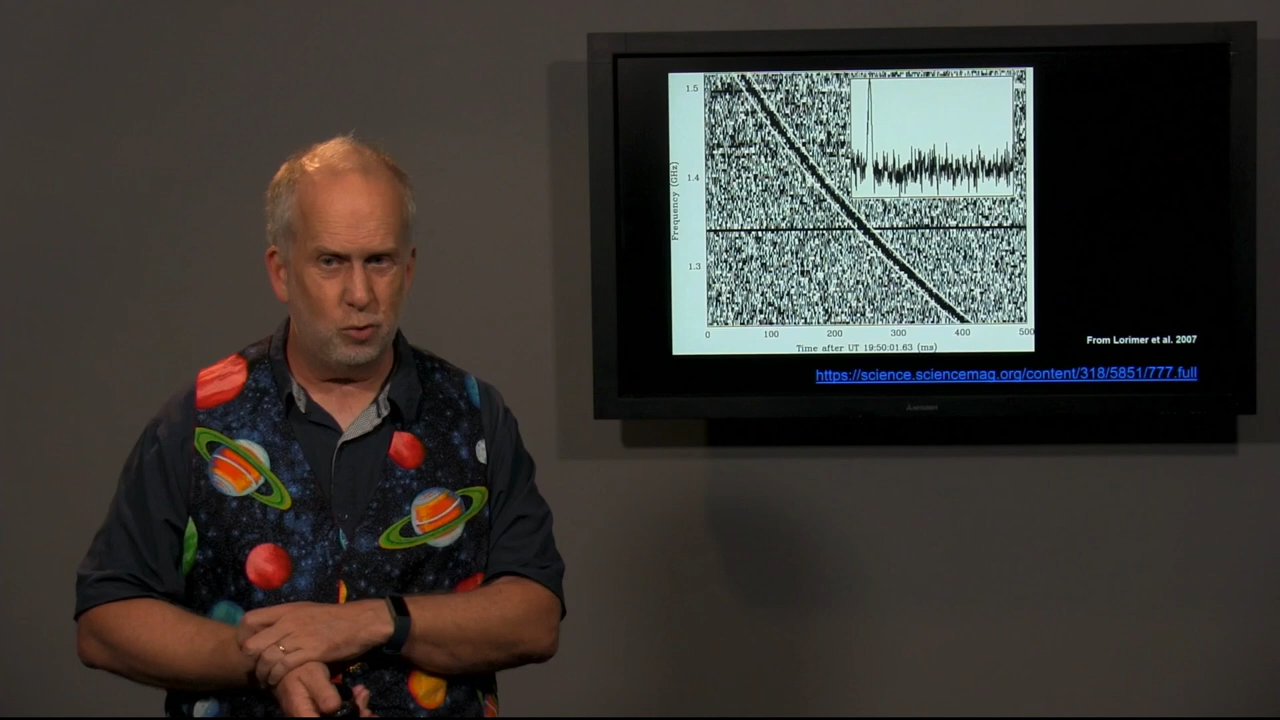 1.5
1.4
1.3
Frequency (GHz)
0 100 200 300 400 500
Time after UT 19:50:01.63 (ms)
From Lorimer et al. 2007
https://science.sciencemag.org/content/318/5851/777.full